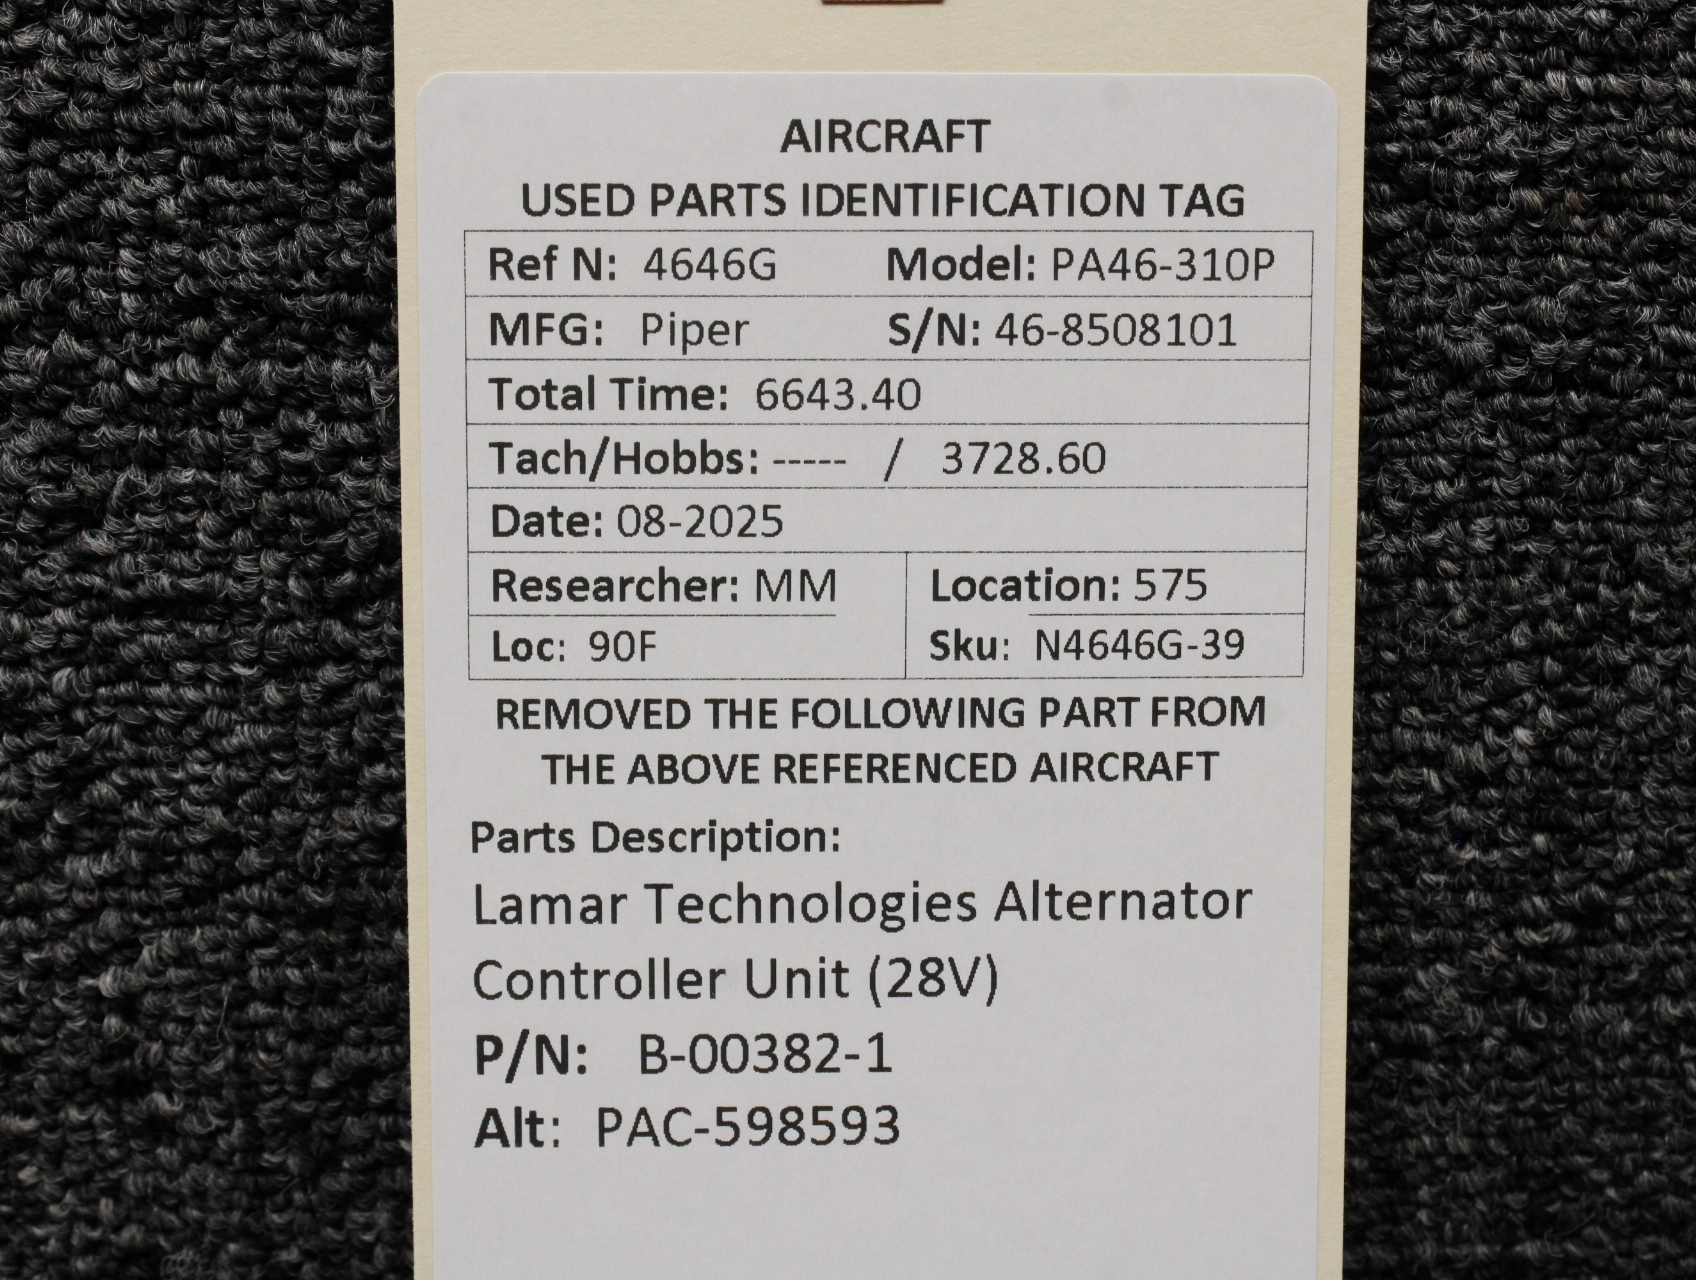 AIRCRAFT
USED PARTS IDENTIFICATION TAG
Ref N: 4646G Model: PA46-310P
MFG: Piper S/N: 46-8508101
Total Time: 6643.40
Tach/Hobbs: ----- / 3728.60
Date: 08-2025
Researcher: MM Location: 575
Loc: 90F Sku: N4646G-39
REMOVED THE FOLLOWING PART FROM
THE ABOVE REFERENCED AIRCRAFT
Parts Description:
Lamar Technologies Alternator
Controller Unit (28V)
P/N: B-00382-1
Alt: PAC-598593